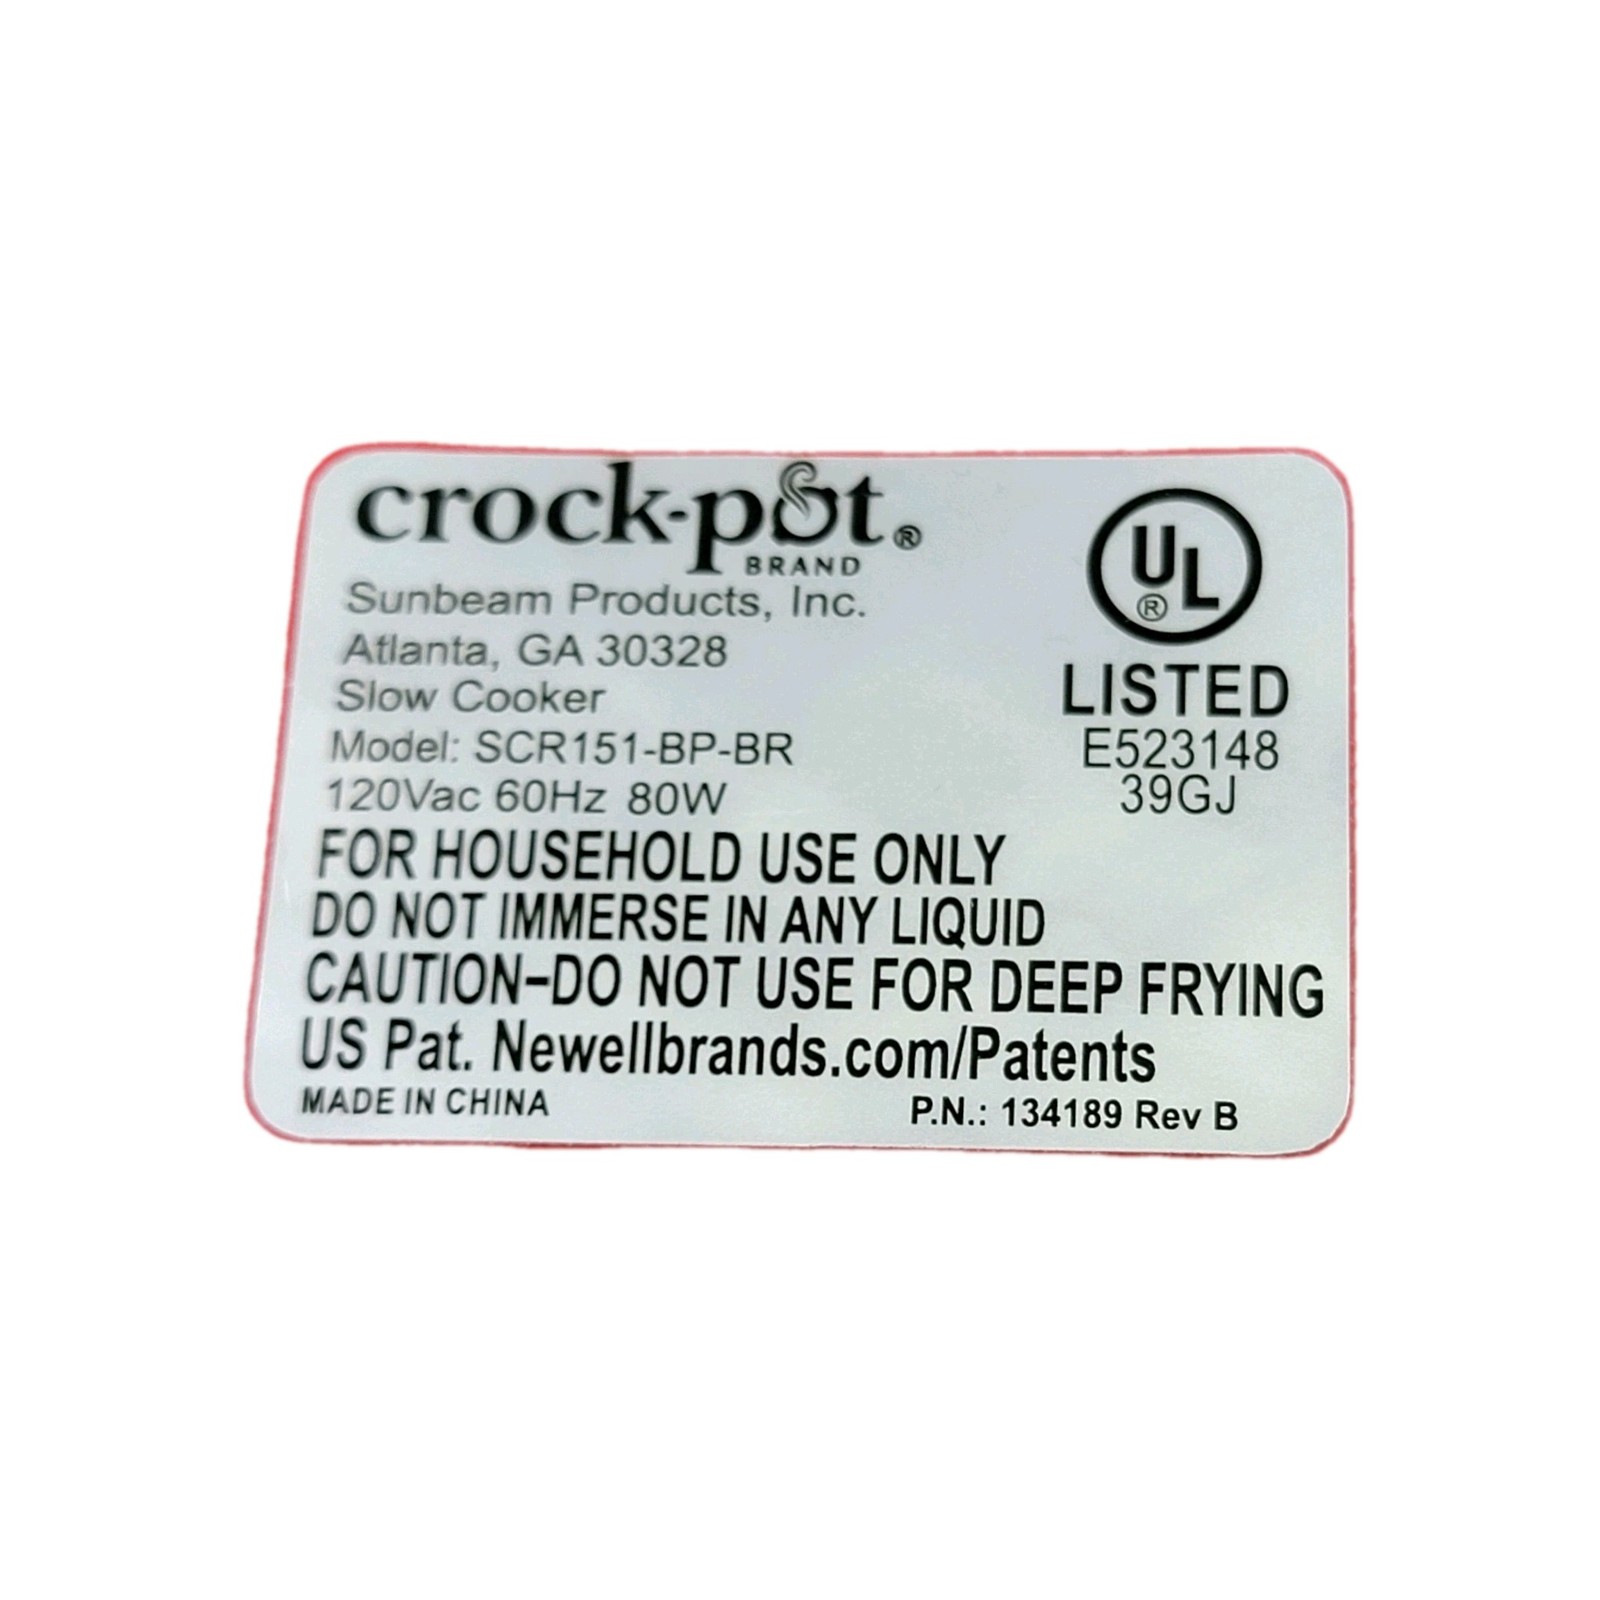 crock-pot®
BRAND
Sunbeam Products, Inc.
Atlanta, GA 30328
Slow Cooker
Model: SCR151-BP-BR
120Vac 60Hz 80W
UL®
LISTED
E523148
39GJ
FOR HOUSEHOLD USE ONLY
DO NOT IMMERSE IN ANY LIQUID
CAUTION–DO NOT USE FOR DEEP FRYING
US Pat. Newellbrands.com/Patents
MADE IN CHINA
P.N.: 134189 Rev B